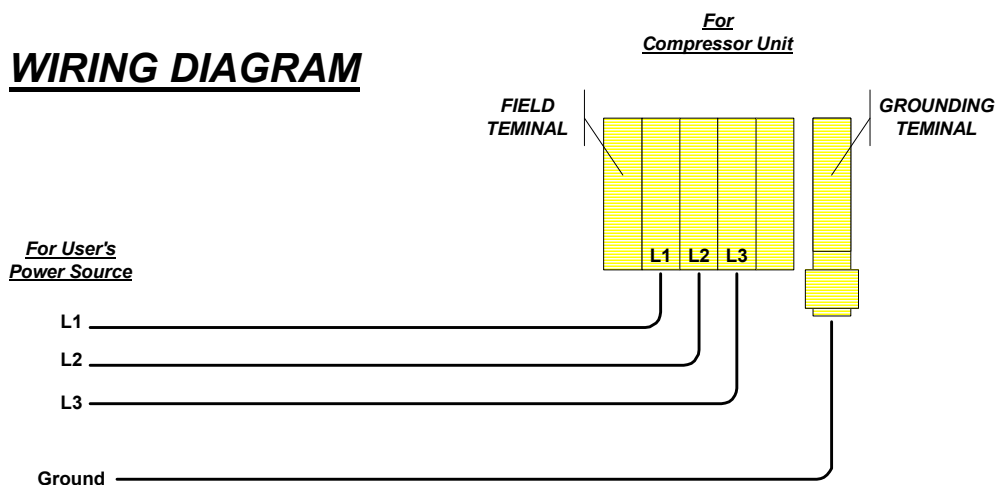 For
Compressor Unit
WIRING DIAGRAM
FIELD
TEMINAL
GROUNDING
TEMINAL
For User's
Power Source
L1 L2 L3
L1
L2
L3
Ground